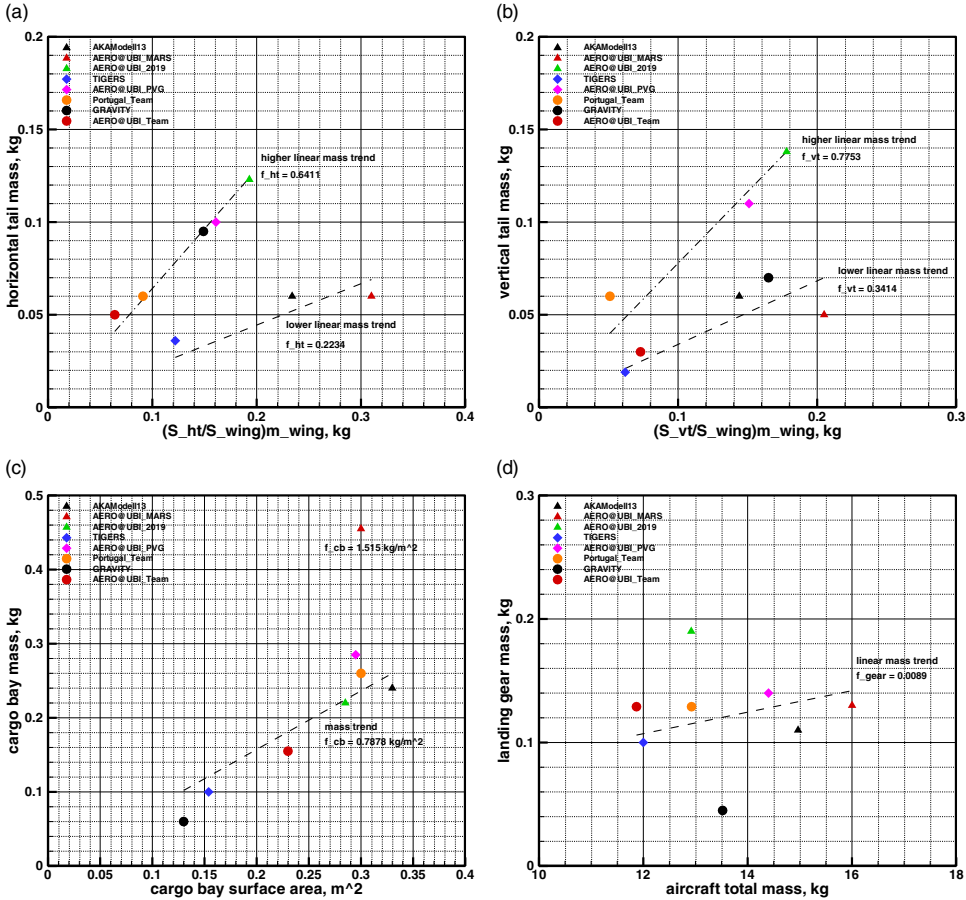 (a)
0.2
0.15
0.1
0.05
0
horizontal tail mass, kg
AKAModell13
AERO@UBI_MARS
AERO@UBI_2019
TIGERS
AERO@UBI_PVG
Portugal_Team
GRAVITY
AERO@UBI_Team
higher linear mass trend
f_ht = 0.6411
lower linear mass trend
f_ht = 0.2234
0 0.1 0.2 0.3 0.4
(S_ht/S_wing)m_wing, kg
(b)
0.2
0.15
0.1
0.05
0
vertical tail mass, kg
AKAModell13
AERO@UBI_MARS
AERO@UBI_2019
TIGERS
AERO@UBI_PVG
Portugal_Team
GRAVITY
AERO@UBI_Team
higher linear mass trend
f_vt = 0.7753
lower linear mass trend
f_vt = 0.3414
0 0.1 0.2 0.3
(S_vt/S_wing)m_wing, kg
(c)
0.5
0.4
0.3
0.2
0.1
0
cargo bay mass, kg
AKAModell13
AERO@UBI_MARS
AERO@UBI_2019
TIGERS
AERO@UBI_PVG
Portugal_Team
GRAVITY
AERO@UBI_Team
f_cb = 1.515 kg/m^2
mass trend
f_cb = 0.7878 kg/m^2
0 0.1 0.2 0.3 0.4
cargo bay surface area, m^2
(d)
0.3
0.2
0.1
0
landing gear mass, kg
AKAModell13
AERO@UBI_MARS
AERO@UBI_2019
TIGERS
AERO@UBI_PVG
Portugal_Team
GRAVITY
AERO@UBI_Team
linear mass trend
f_gear = 0.0089
10 12 14 16 18
aircraft total mass, kg